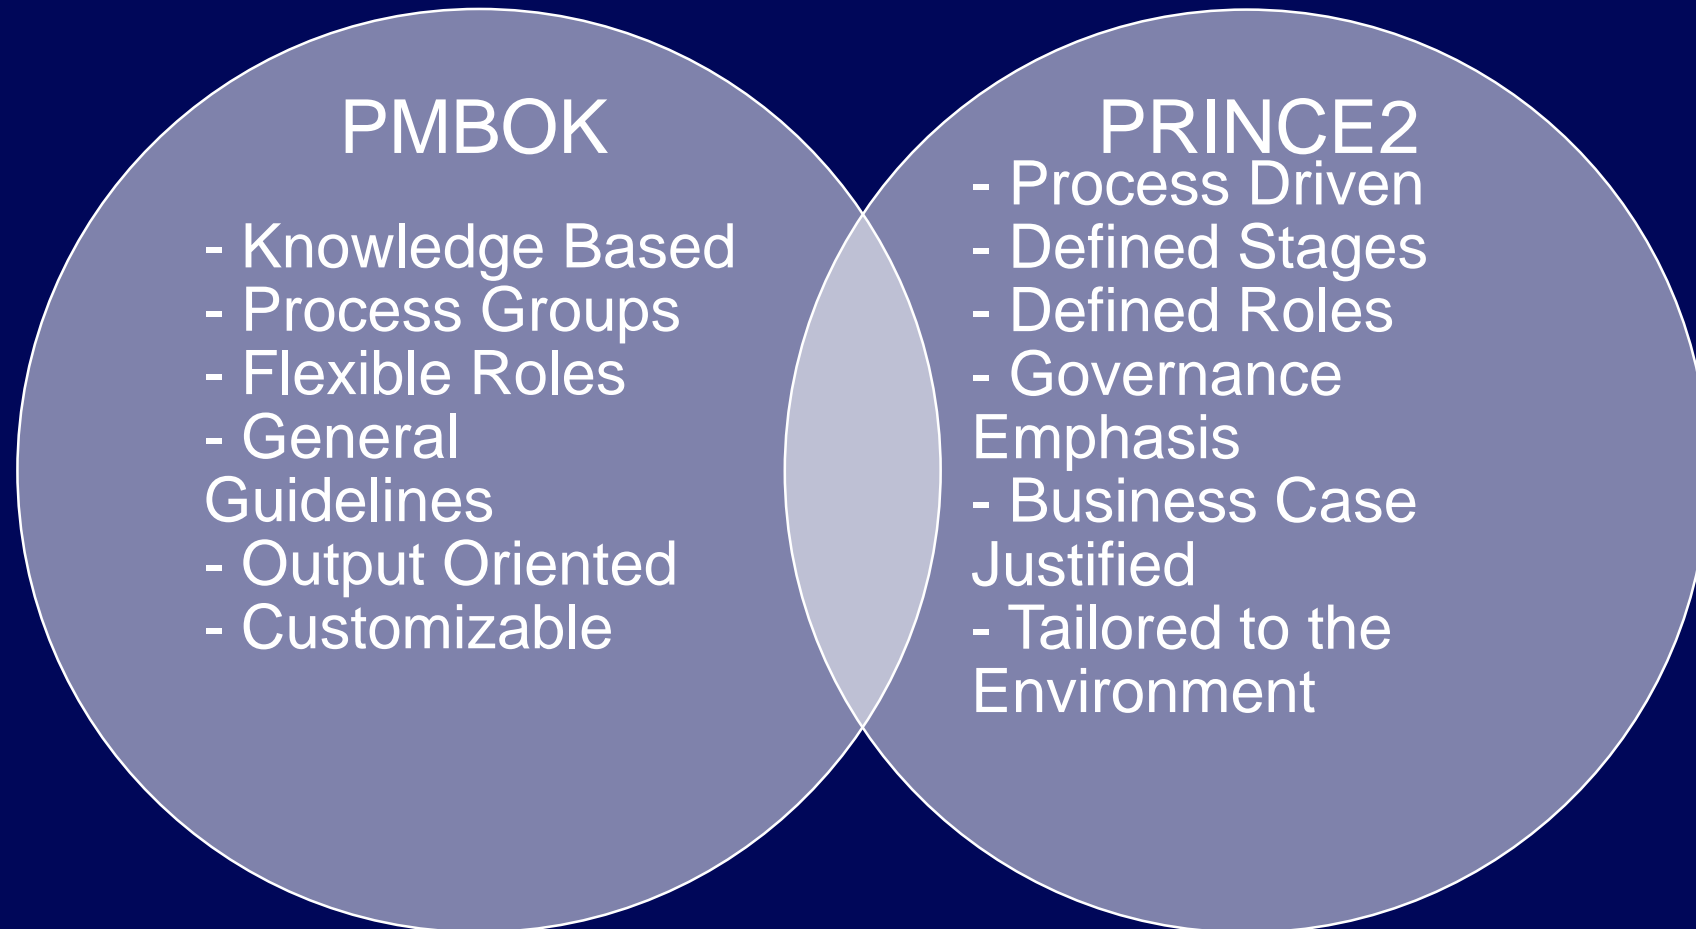 PMBOK
- Knowledge Based
- Process Groups
- Flexible Roles
- General
Guidelines
- Output Oriented
- Customizable
PRINCE2
- Process Driven
- Defined Stages
- Defined Roles
- Governance
Emphasis
- Business Case
Justified
- Tailored to the
Environment